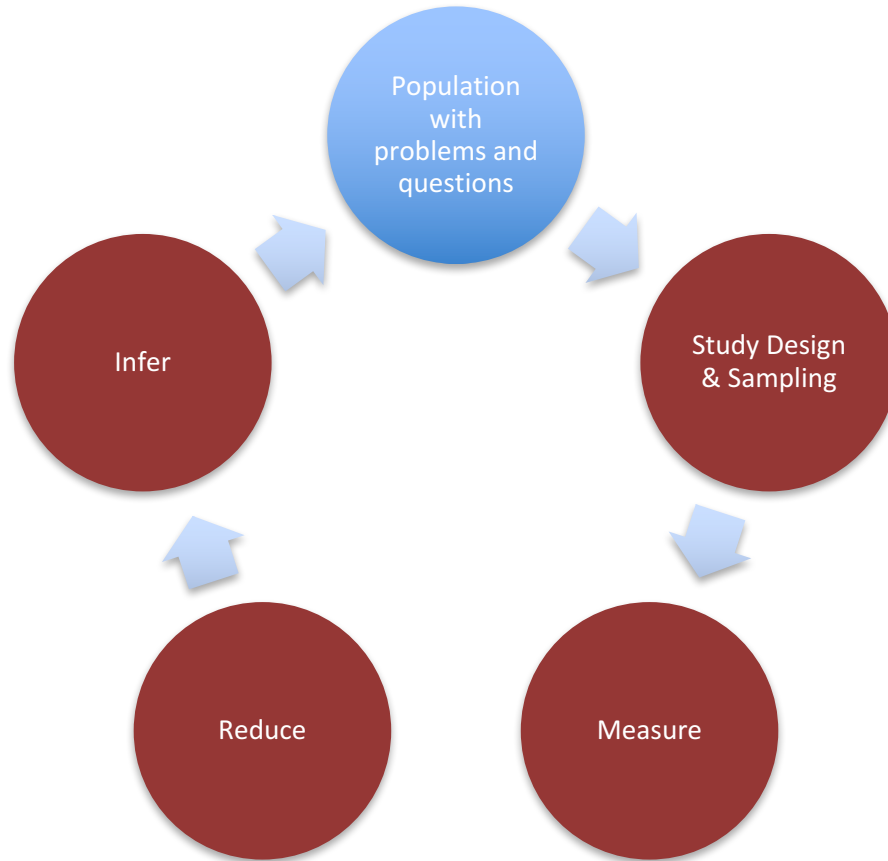 Population
with
problems and
questions
Study Design
& Sampling
Measure
Reduce
Infer